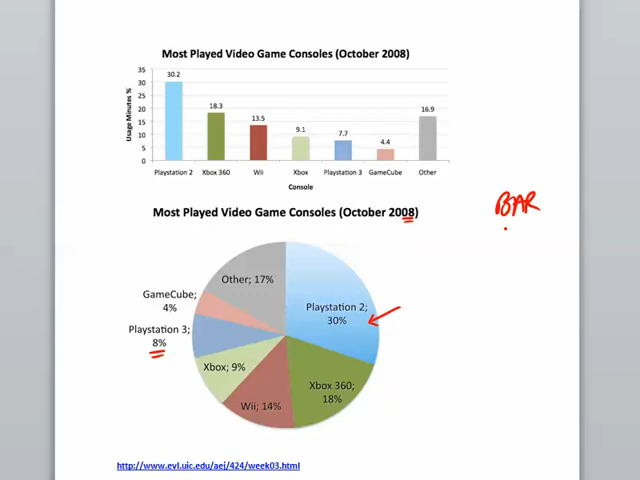 Most Played Video Game Consoles (October 2008)
35
30
25
20
15
10
5
0
Usage Minutes %
30.2
18.3
13.5
9.1
7.7
4.4
16.9
Playstation 2
Xbox 360
Wii
Xbox
Playstation 3
GameCube
Other
Console
Most Played Video Game Consoles (October 2008)
BAR
Other; 17%
GameCube;
4%
Playstation 2;
30%
Playstation 3;
8%
Xbox; 9%
Xbox 360
18%
Wii; 14%
http://www.evl.uic.edu/aej/424/week03.html